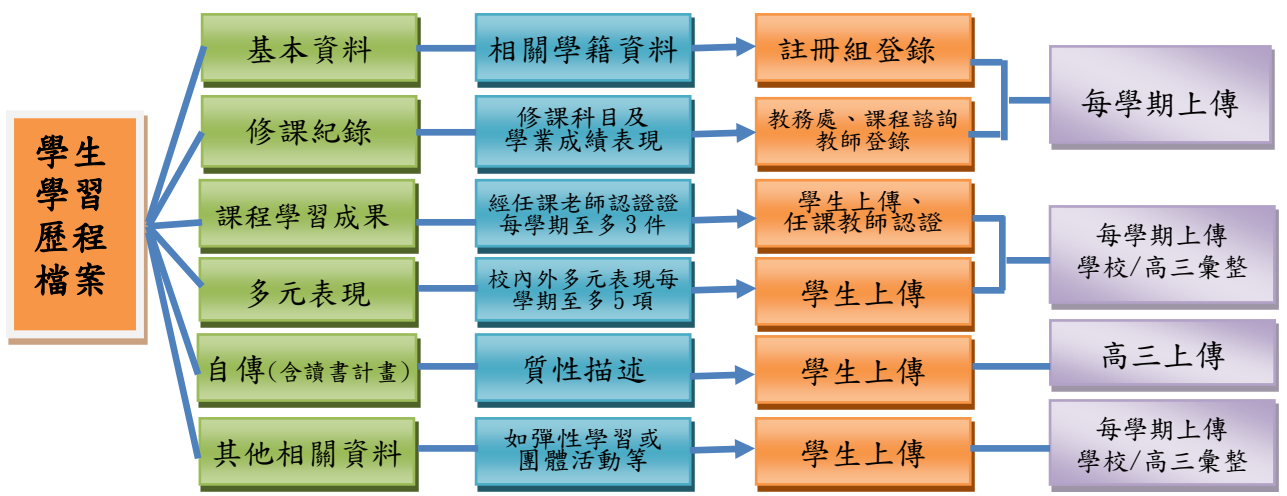 學生
學習
歷程
檔案
基本資料
相關學籍資料
註冊組登錄
修課紀錄
修課科目及
學業成績表現
教務處、課程諮詢
教師登錄
每學期上傳
課程學習成果
經任課老師認證證
每學期至多3件
學生上傳、
任課教師認證
多元表現
校內外多元表現每
學期至多5項
學生上傳
每學期上傳
學校/高三彙整
自傳(含讀書計畫)
質性描述
學生上傳
高三上傳
其他相關資料
如彈性學習或
團體活動等
學生上傳
每學期上傳
學校/高三彙整